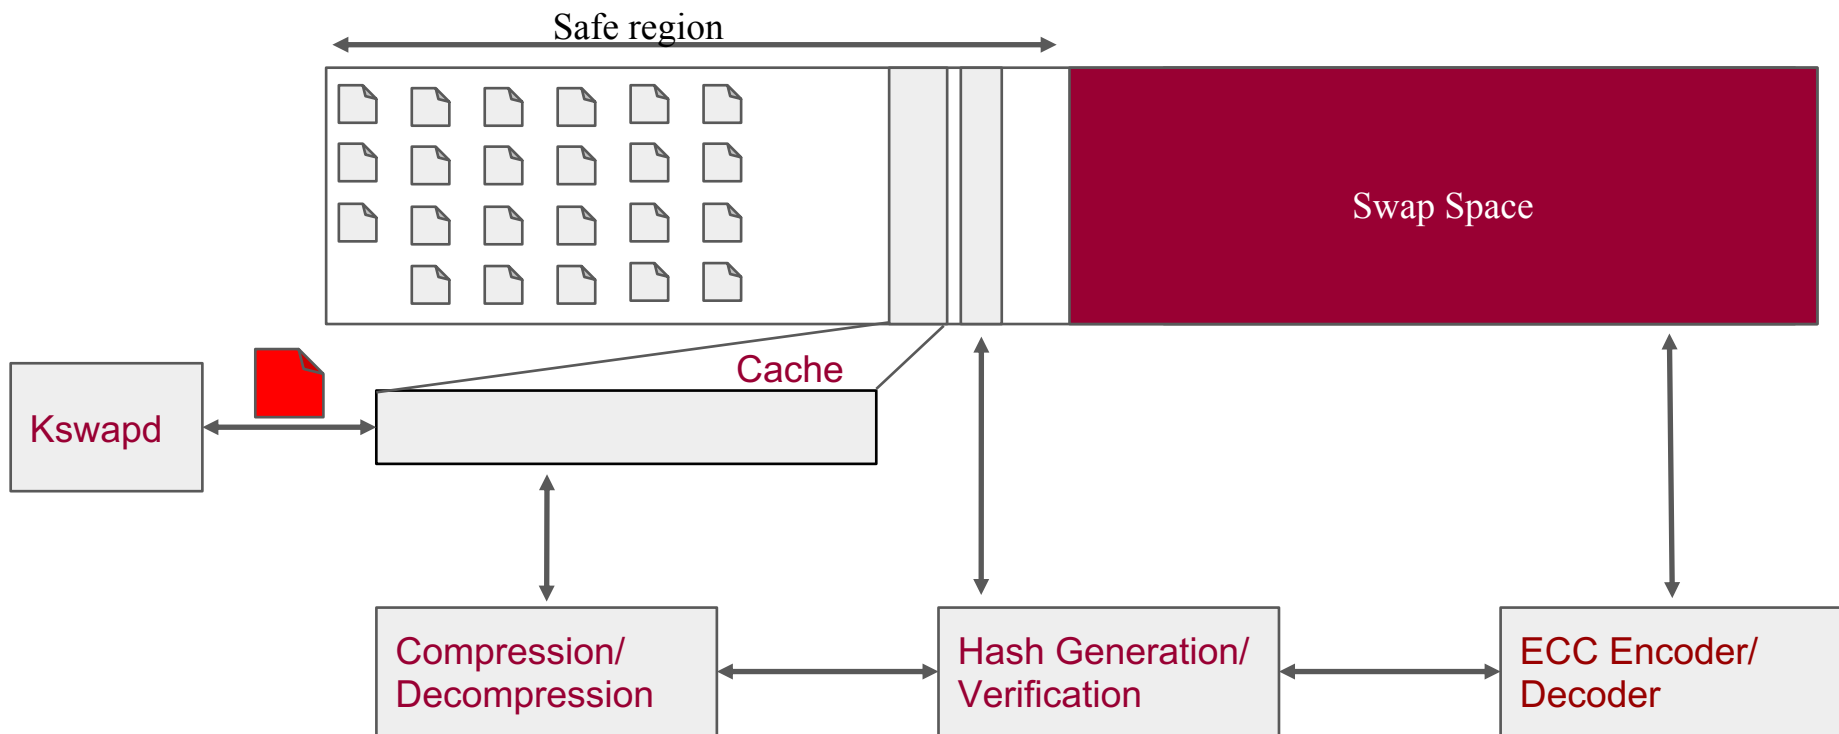 Safe region
Swap Space
Cache
Kswapd
Compression/
Decompression
Hash Generation/
Verification
ECC Encoder/
Decoder